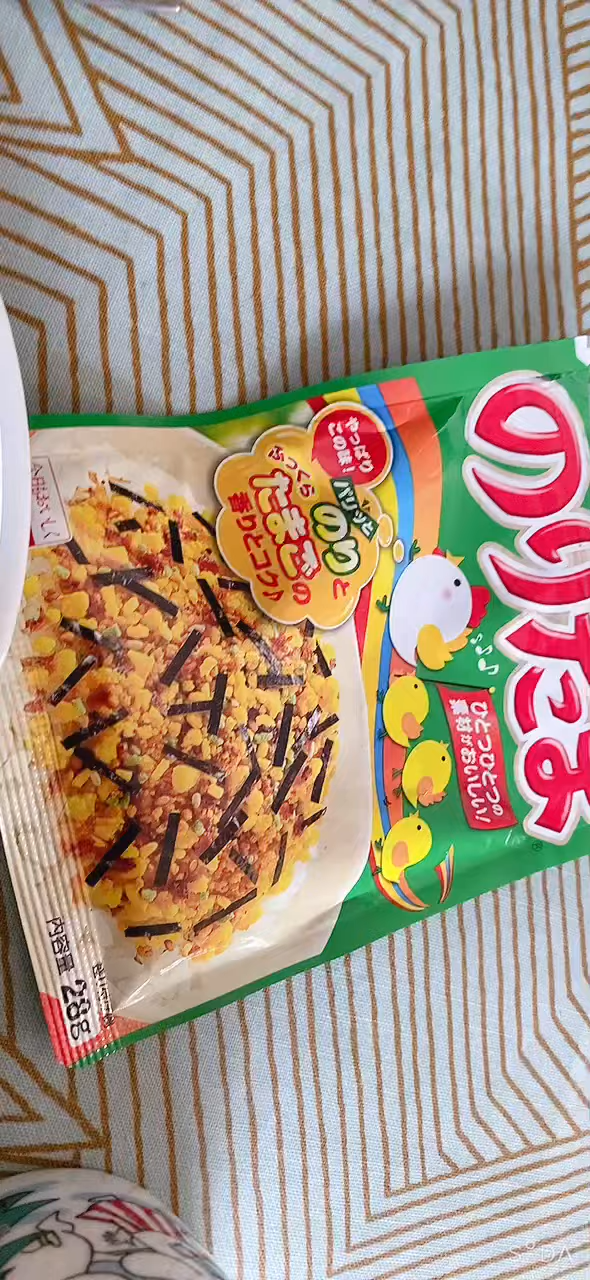 のりたま
®
やっぱり
この味！
パリッと
のりと
ふっくら
たまごの
香りとコク♪
ひとつひとつの
素材がおいしい！
内容量 28g